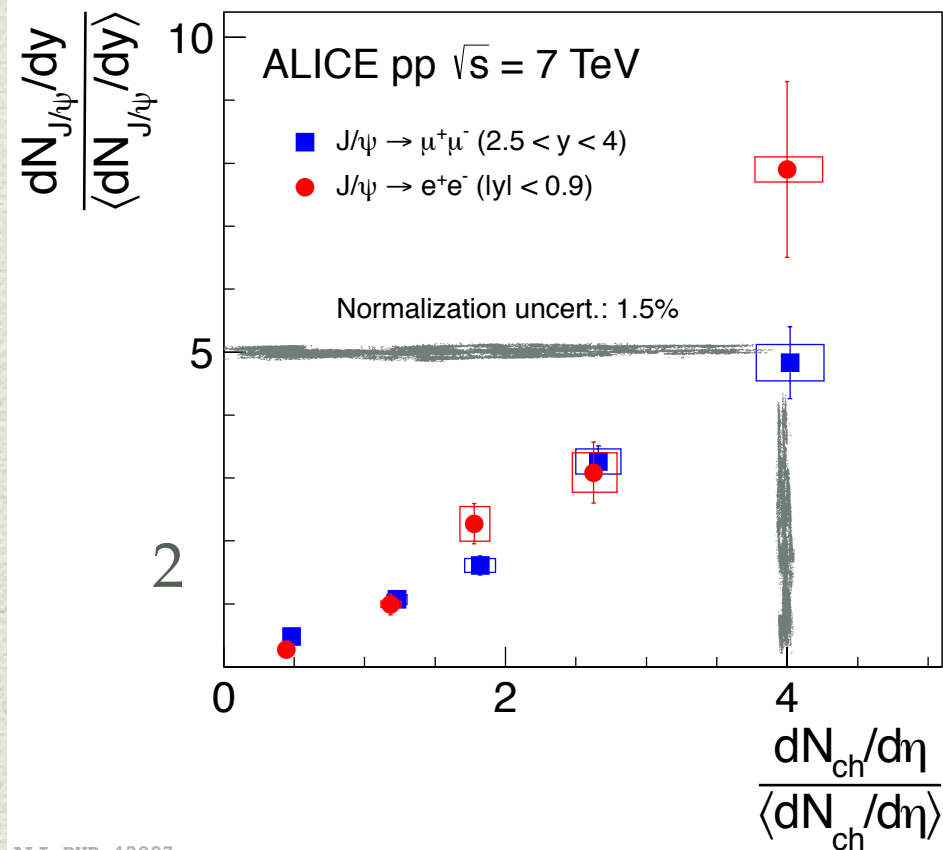 dN_J/ψ/dy
⟨dN_J/ψ/dy⟩
10
ALICE pp √s = 7 TeV
J/ψ → μ⁺μ⁻ (2.5 < y < 4)
J/ψ → e⁺e⁻ (|y| < 0.9)
Normalization uncert.: 1.5%
5
2
0 2 4
dN_ch/dη
⟨dN_ch/dη⟩